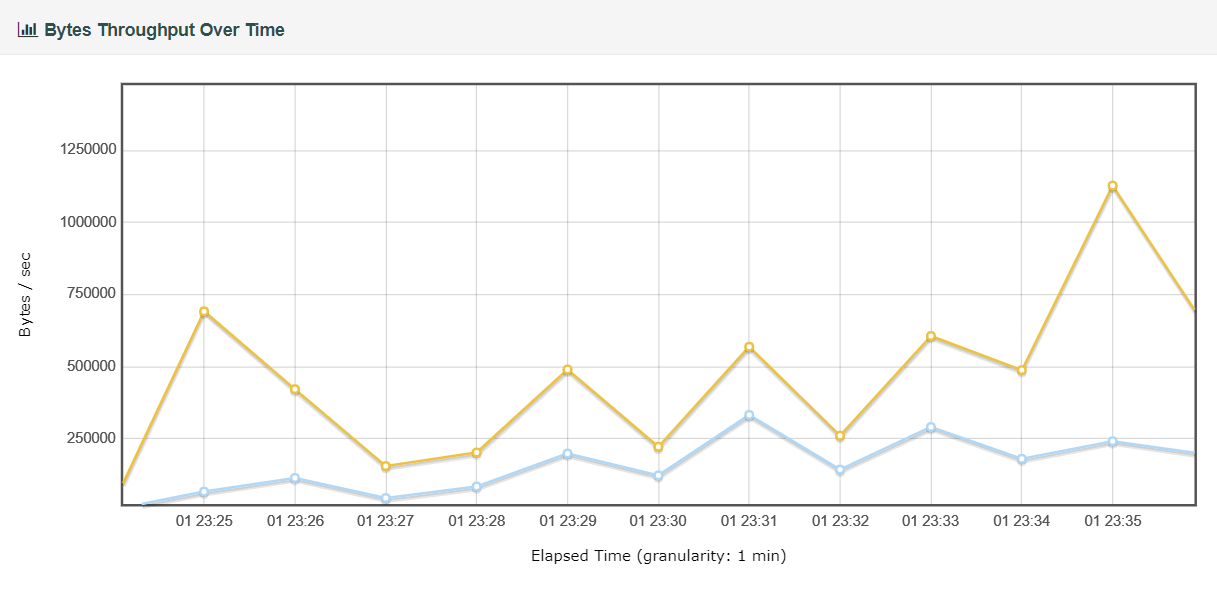 Bytes Throughput Over Time
1250000
1000000
750000
500000
250000
Bytes / sec
01 23:25 01 23:26 01 23:27 01 23:28 01 23:29 01 23:30 01 23:31 01 23:32 01 23:33 01 23:34 01 23:35
Elapsed Time (granularity: 1 min)